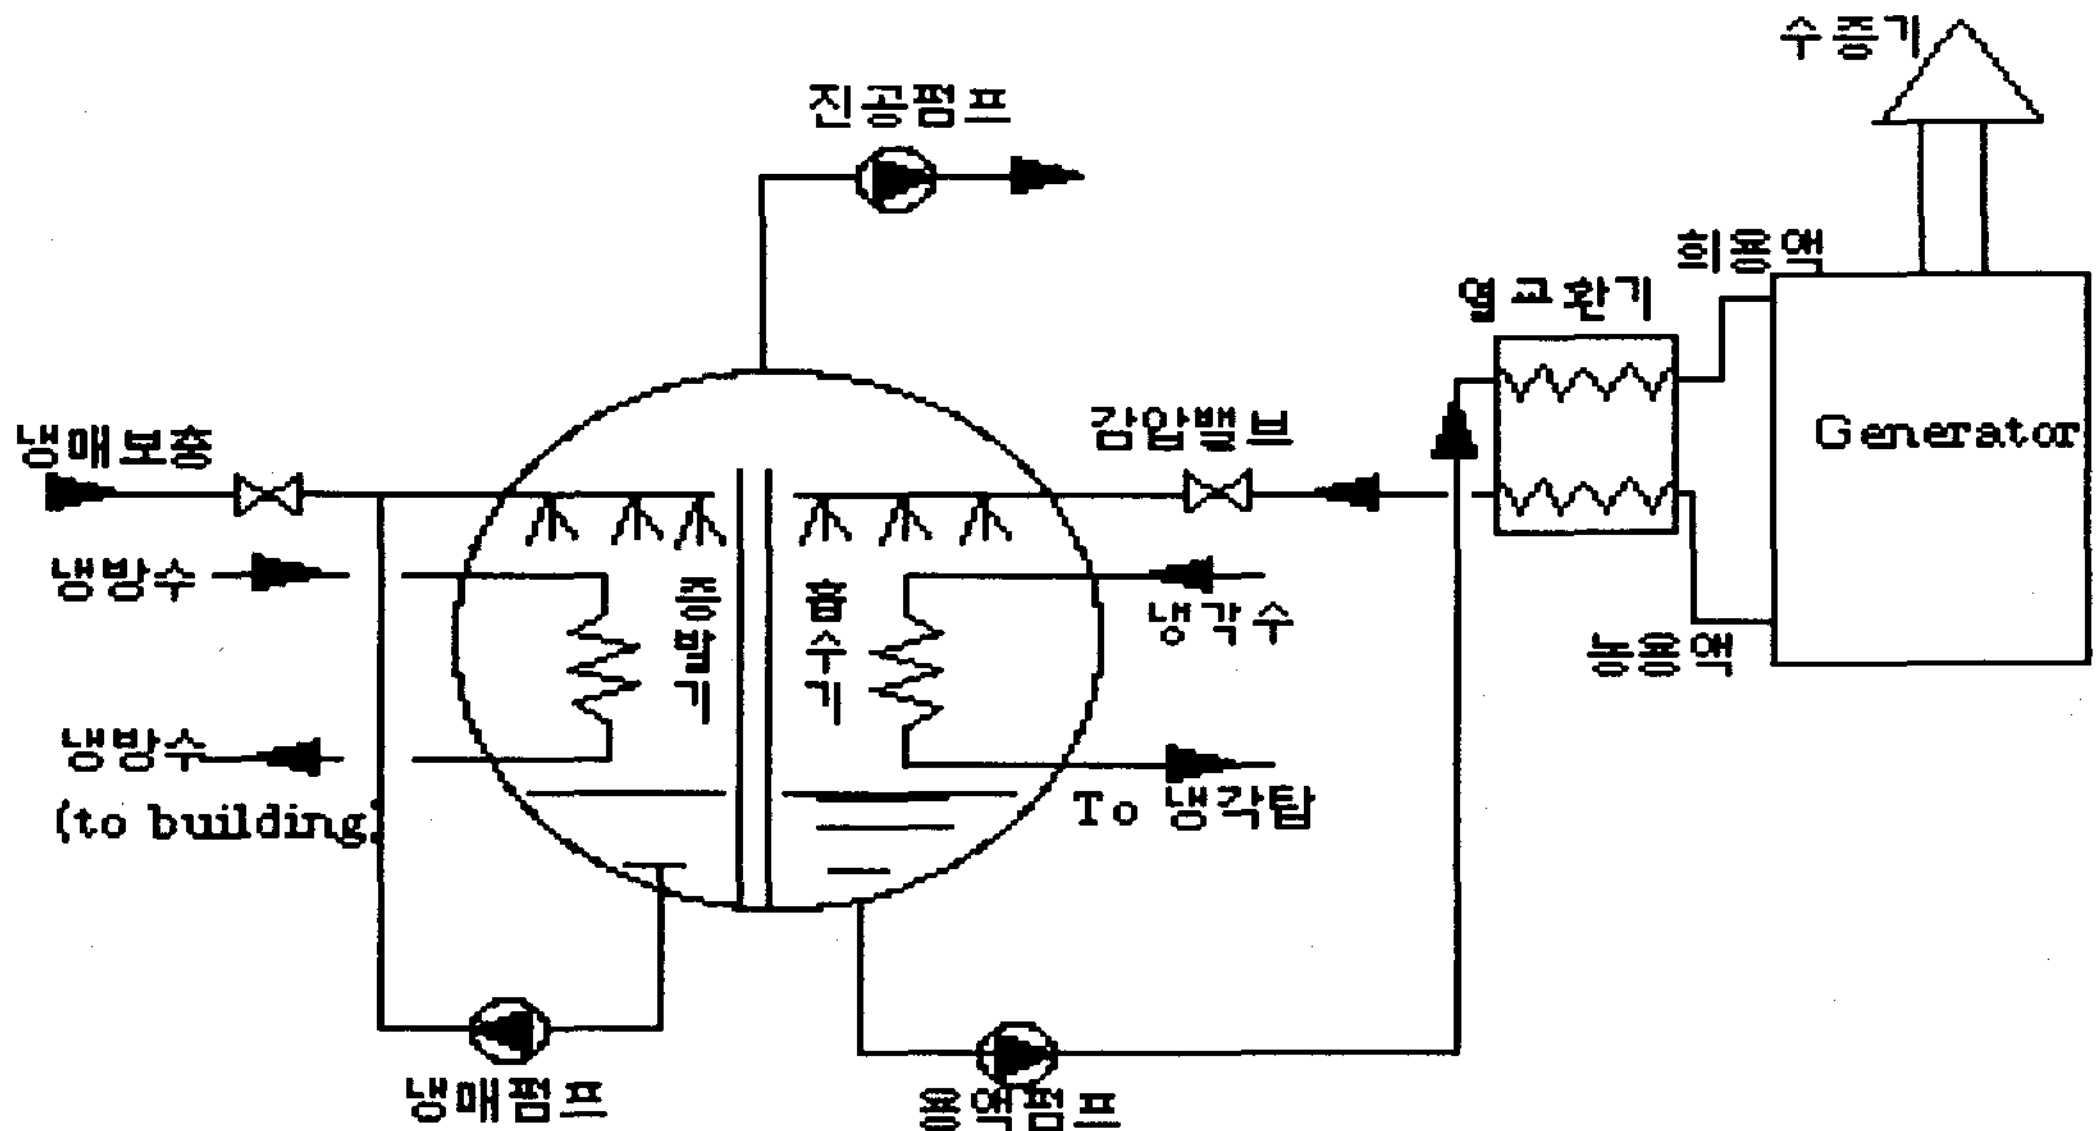 수증기
진공펌프
희용액
열교환기
Generator
감압밸브
냉매보충
냉방수
증발기
흡수기
냉각수
농용액
냉방수
(to building)
To 냉각탑
냉매펌프
용액펌프